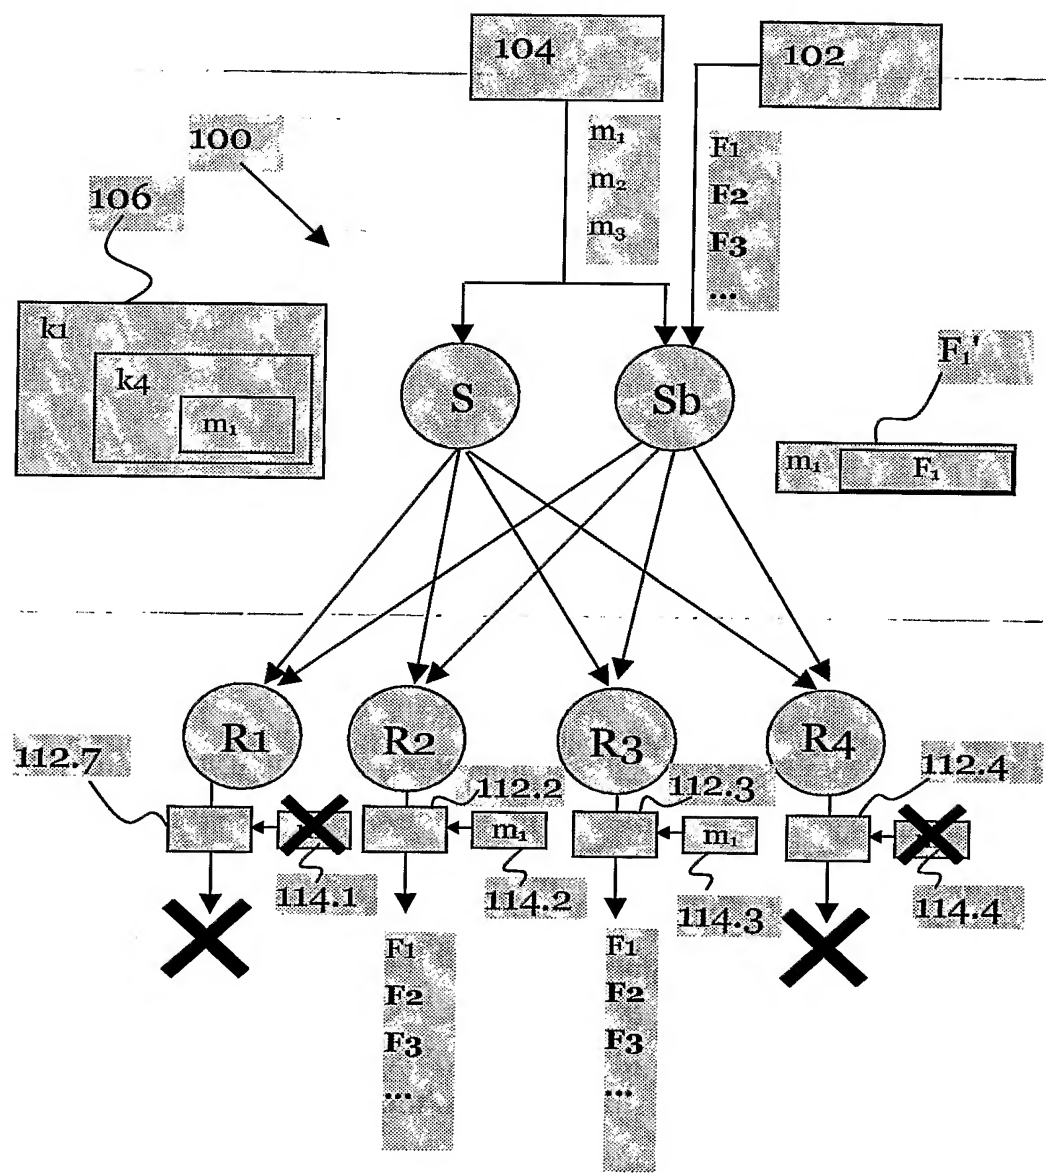 104
102
m₁
m₂
m₃
F1
F2
F3
...
100
106
k1
k4
m₁
S
Sb
F₁'
m₁ F₁
R1
R2
R3
R4
112.7
112.2
112.3
112.4
m₁
m₁
114.1
114.2
114.3
114.4
F1
F2
F3
...
F1
F2
F3
...